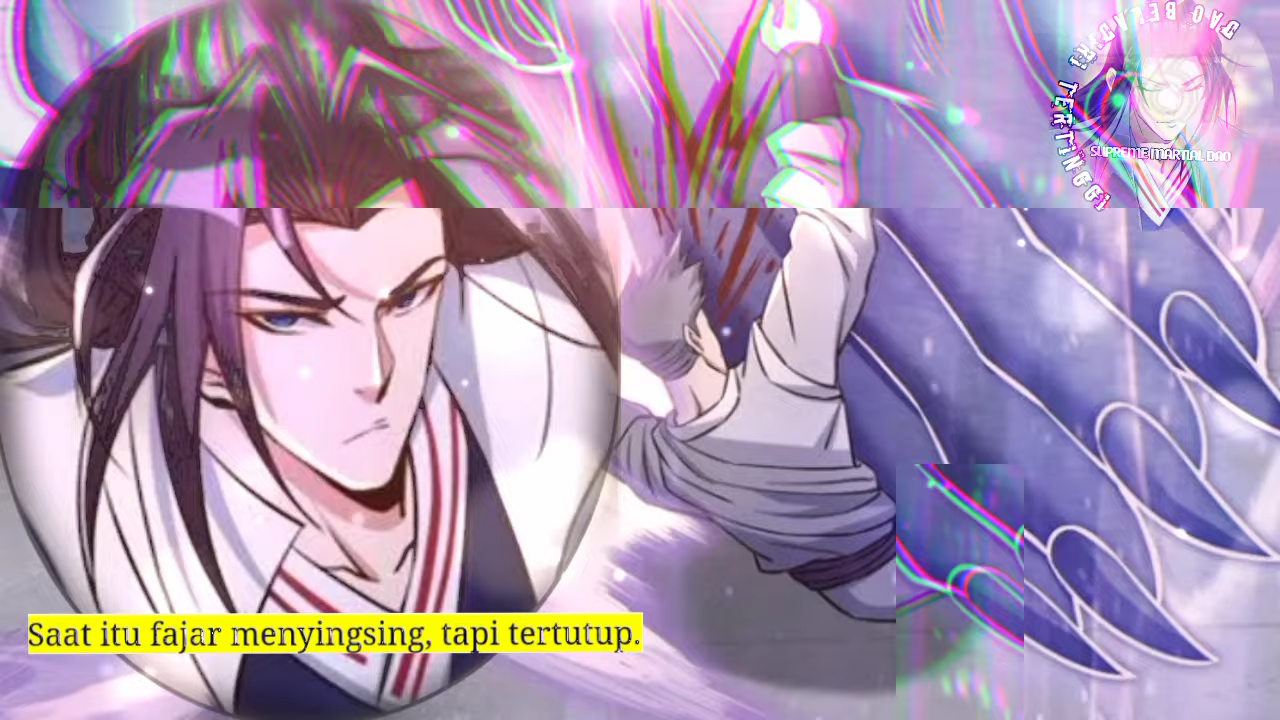 DAO BELADIRI TERTINGGI
SUPREME MARTIAL DAO
Saat itu fajar menyingsing, tapi tertutup.